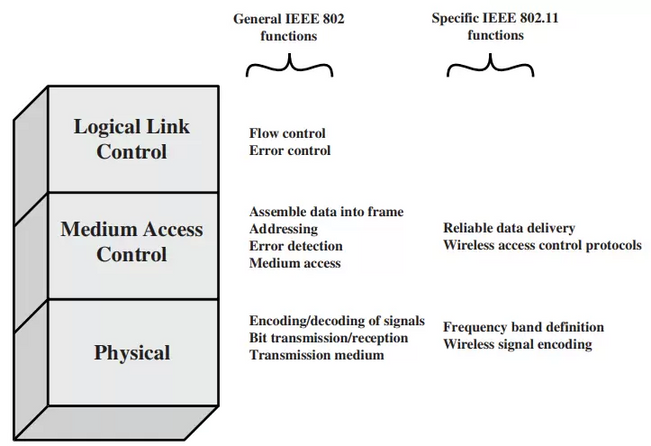 General IEEE 802
functions
Specific IEEE 802.11
functions
Logical Link
Control
Flow control
Error control
Medium Access
Control
Assemble data into frame
Addressing
Error detection
Medium access
Reliable data delivery
Wireless access control protocols
Physical
Encoding/decoding of signals
Bit transmission/reception
Transmission medium
Frequency band definition
Wireless signal encoding